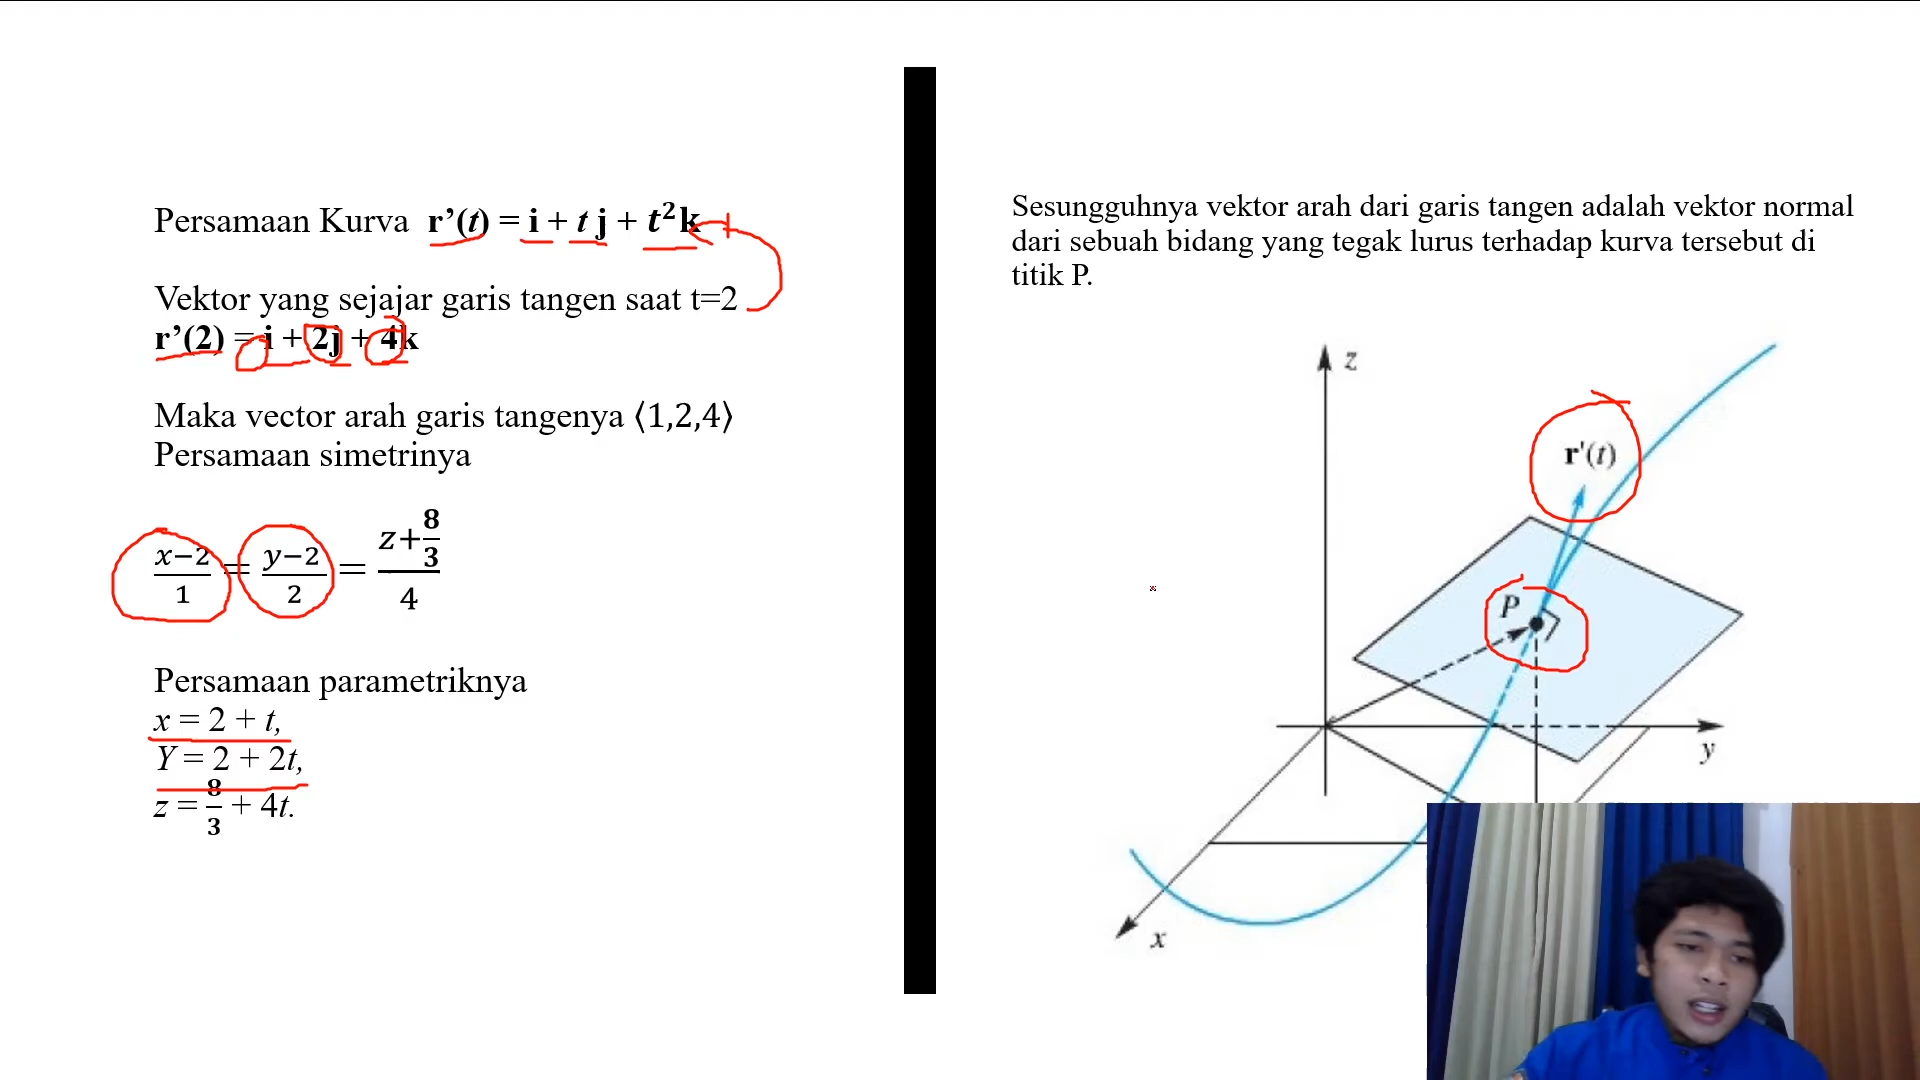 Persamaan Kurva r’(t) = i + t j + t²k
Vektor yang sejajar garis tangen saat t=2
r’(2) = i + 2j + 4k
Maka vector arah garis tangenya ⟨1,2,4⟩
Persamaan simetrinya
x−2/1 = y−2/2 = z+8/3/4
Persamaan parametriknya
x = 2 + t,
Y = 2 + 2t,
z = 8/3 + 4t.
Sesungguhnya vektor arah dari garis tangen adalah vektor normal
dari sebuah bidang yang tegak lurus terhadap kurva tersebut di
titik P.
z
r'(t)
P
y
x